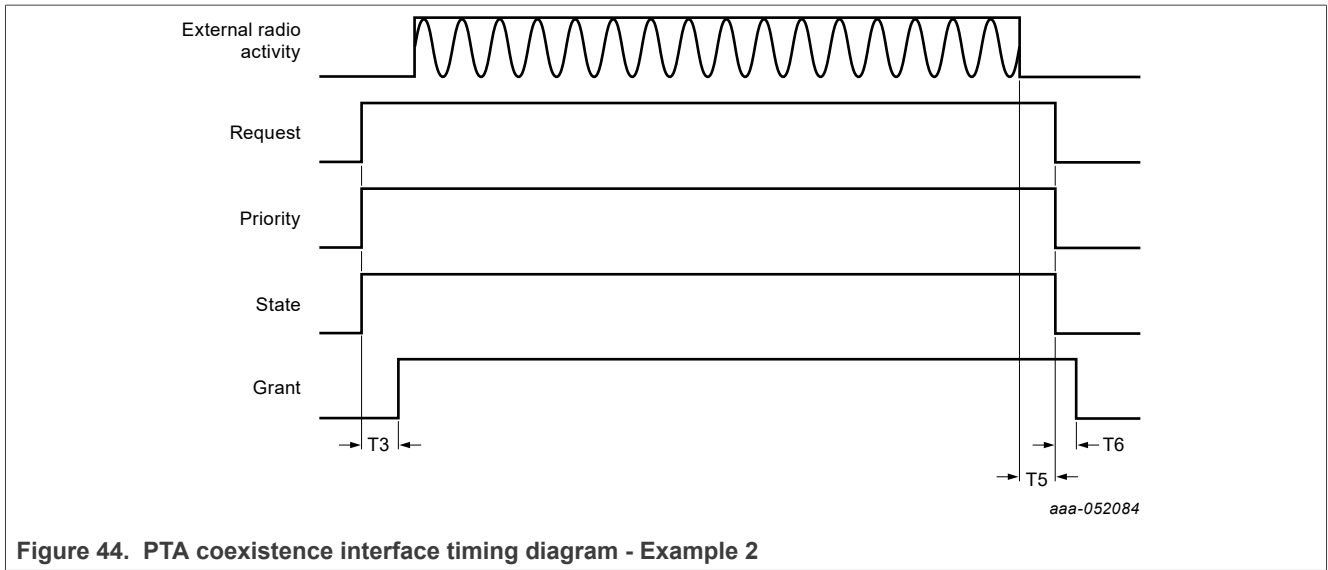 External radio
activity
Request
Priority
State
Grant
T3
T6
T5
aaa-052084
Figure 44. PTA coexistence interface timing diagram - Example 2